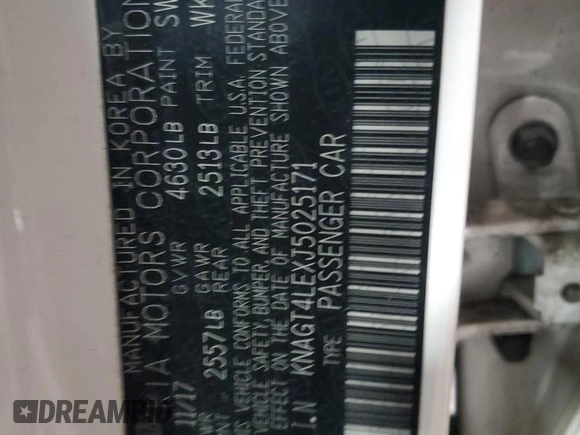 MANUFACTURED IN KOREA BY
KIA MOTORS CORPORATION
11/17 GVWR 4630LB PAINT SW
2557LB GAWR REAR 2513LB TRIM WK
THIS VEHICLE CONFORMS TO ALL APPLICABLE U.S.A. FEDERAL
VEHICLE SAFETY, BUMPER AND THEFT PREVENTION STANDA
EFFECT ON THE DATE OF MANUFACTURE SHOWN ABOVE
I.N KNAGT4LEXJ5025171
TYPE PASSENGER CAR
DREAMBID